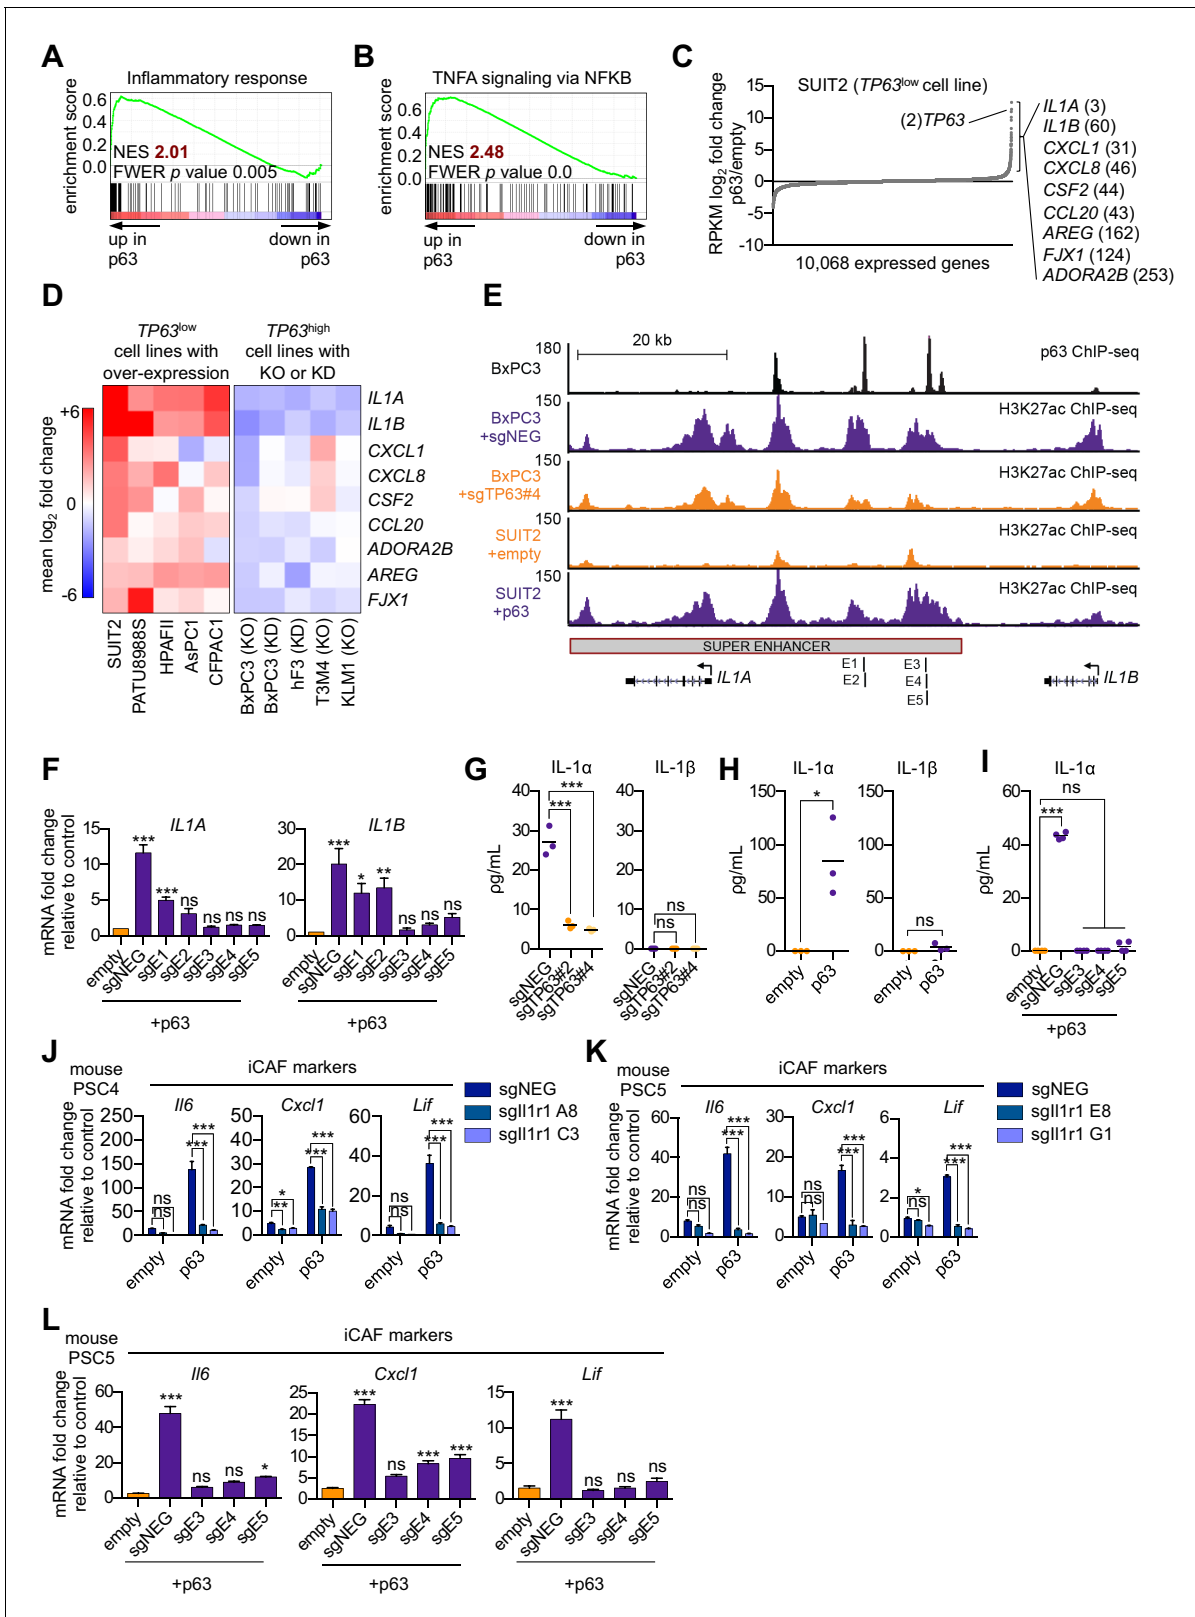 A
Inflammatory response
enrichment score
0.6
0.4
0.2
0.0
NES 2.01
FWER p value 0.005
up in p63
down in p63
B
TNFA signaling via NFKB
enrichment score
0.6
0.4
0.2
0.0
NES 2.48
FWER p value 0.0
up in p63
down in p63
C
SUIT2 (TP63low cell line)
RPKM log2 fold change
p63/empty
15
10
5
0
-5
-10
(2)TP63
10,068 expressed genes
IL1A (3)
IL1B (60)
CXCL1 (31)
CXCL8 (46)
CSF2 (44)
CCL20 (43)
AREG (162)
FJX1 (124)
ADORA2B (253)
D
TP63low
cell lines with
over-expression
TP63high
cell lines with
KO or KD
mean log2 fold change
+6
0
-6
IL1A
IL1B
CXCL1
CXCL8
CSF2
CCL20
ADORA2B
AREG
FJX1
SUIT2
PATU8988S
HPAFII
AsPC1
CFPAC1
BxPC3 (KO)
BxPC3 (KD)
hF3 (KD)
T3M4 (KO)
KLM1 (KO)
E
20 kb
180
BxPC3
p63 ChIP-seq
150
BxPC3
+sgNEG
H3K27ac ChIP-seq
150
BxPC3
+sgTP63#4
H3K27ac ChIP-seq
150
SUIT2
+empty
H3K27ac ChIP-seq
150
SUIT2
+p63
H3K27ac ChIP-seq
SUPER ENHANCER
IL1A
E1
E2
E3
E4
E5
IL1B
F
mRNA fold change
relative to control
IL1A
15
10
5
0
***
***
ns
ns
ns
ns
empty
sgNEG
sgE1
sgE2
sgE3
sgE4
sgE5
+p63
IL1B
30
20
10
0
***
*
**
ns
ns
ns
empty
sgNEG
sgE1
sgE2
sgE3
sgE4
sgE5
+p63
G
IL-1α
ρg/mL
40
30
20
10
0
***
***
sgNEG
sgTP63#2
sgTP63#4
IL-1β
40
30
20
10
0
ns
ns
sgNEG
sgTP63#2
sgTP63#4
H
IL-1α
ρg/mL
150
100
50
0
*
empty
p63
IL-1β
150
100
50
0
ns
empty
p63
I
IL-1α
ρg/mL
60
40
20
0
ns
***
empty
sgNEG
sgE3
sgE4
sgE5
+p63
J
mouse
PSC4
iCAF markers
mRNA fold change
relative to control
Il6
250
200
150
100
50
0
ns
ns
***
***
empty
p63
Cxcl1
40
30
20
10
0
*
**
***
***
empty
p63
Lif
60
40
20
0
ns
ns
***
***
empty
p63
sgNEG
sgIl1r1 A8
sgIl1r1 C3
K
mouse
PSC5
iCAF markers
mRNA fold change
relative to control
Il6
60
40
20
0
ns
ns
***
***
empty
p63
Cxcl1
30
20
10
0
ns
ns
***
***
empty
p63
Lif
6
4
2
0
*
ns
***
***
empty
p63
sgNEG
sgIl1r1 E8
sgIl1r1 G1
L
mouse
PSC5
iCAF markers
mRNA fold change
relative to control
Il6
60
40
20
0
***
ns
ns
*
empty
sgNEG
sgE3
sgE4
sgE5
+p63
Cxcl1
25
20
15
10
5
0
***
ns
***
***
empty
sgNEG
sgE3
sgE4
sgE5
+p63
Lif
15
10
5
0
***
ns
ns
ns
empty
sgNEG
sgE3
sgE4
sgE5
+p63